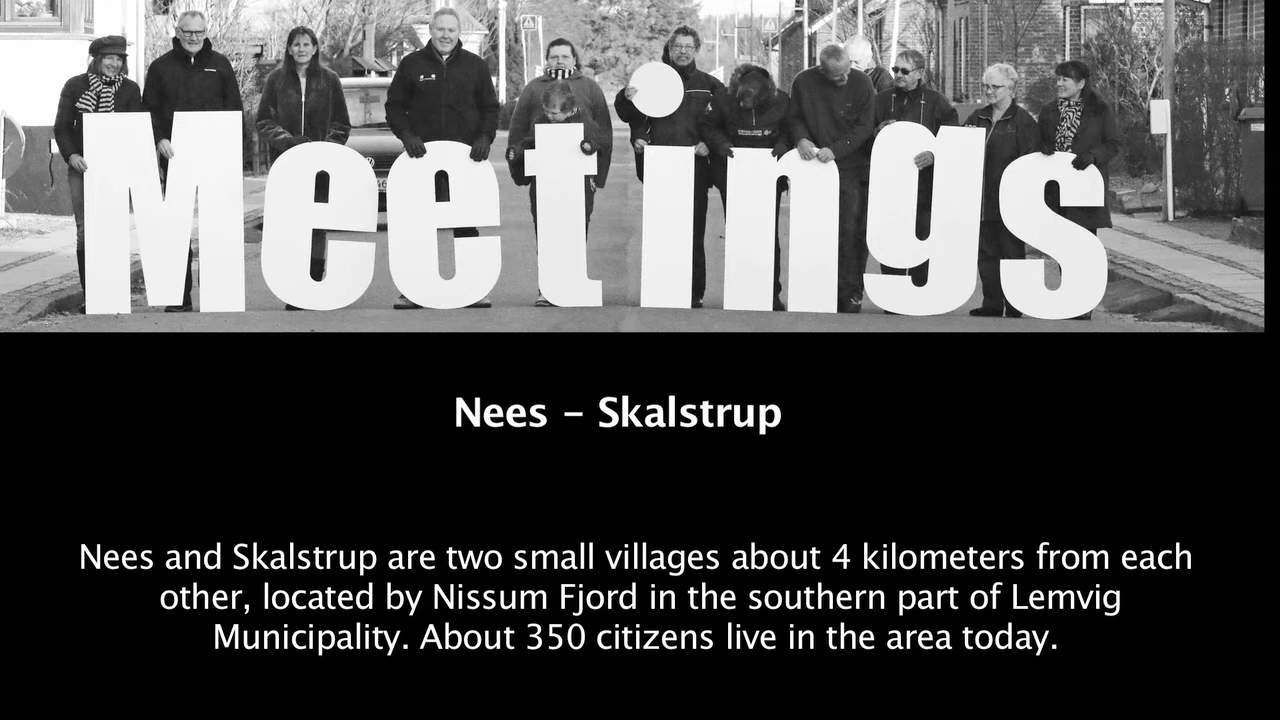 Meetings
Nees – Skalstrup
Nees and Skalstrup are two small villages about 4 kilometers from each
other, located by Nissum Fjord in the southern part of Lemvig
Municipality. About 350 citizens live in the area today.